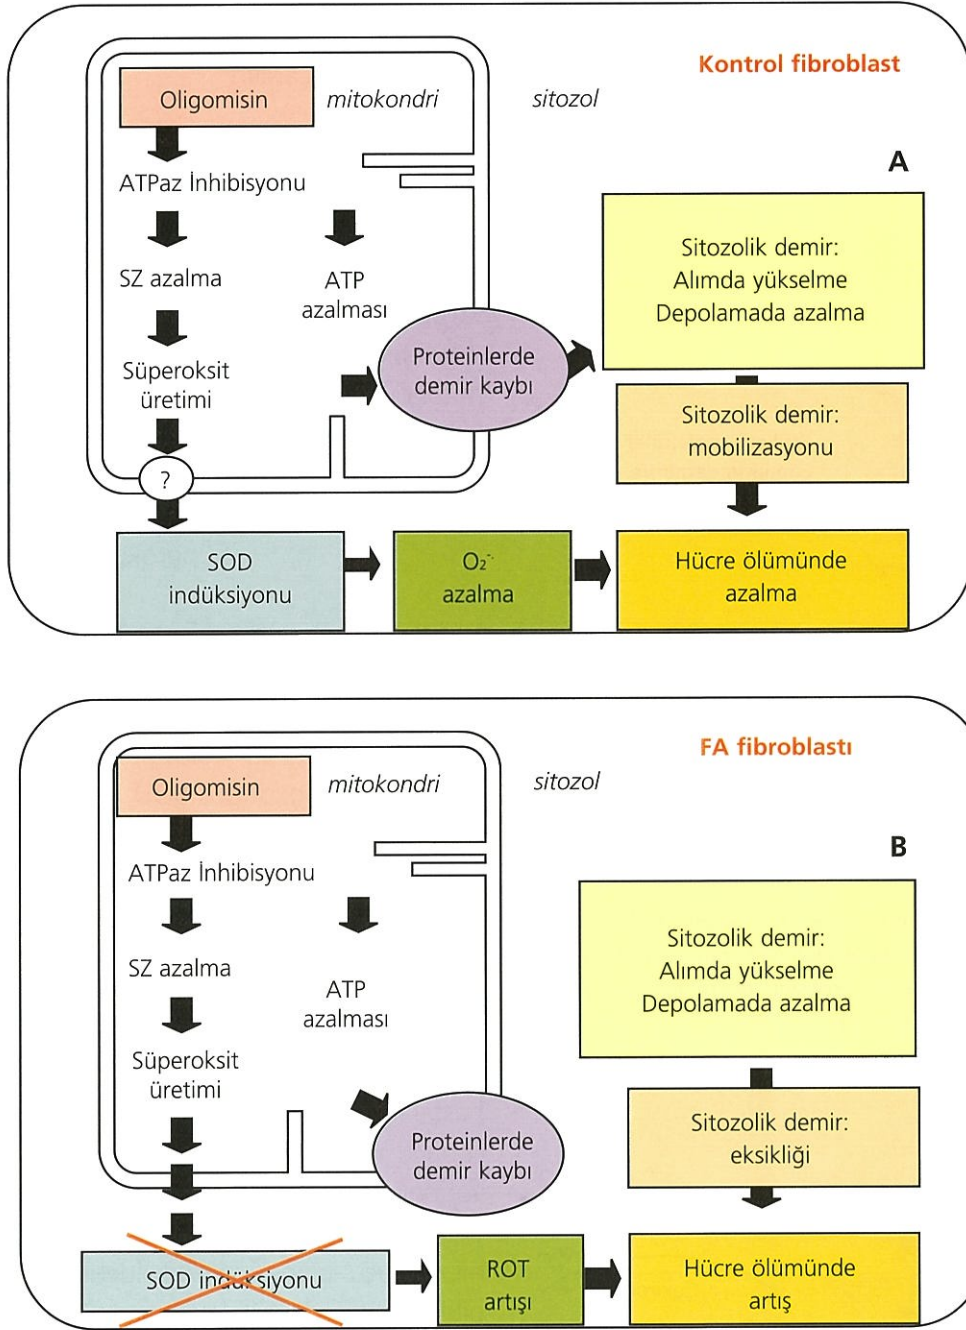 Kontrol fibroblast
Oligomisin
mitokondri
sitozol
A
ATPaz İnhibisyonu
SZ azalma
ATP
azalması
Süperoksit
üretimi
?
Proteinlerde
demir kaybı
Sitozolik demir:
Alımda yükselme
Depolamada azalma
Sitozolik demir:
mobilizasyonu
SOD
indüksiyonu
O₂⁻·
azalma
Hücre ölümünde
azalma
FA fibroblastı
Oligomisin
mitokondri
sitozol
B
ATPaz İnhibisyonu
SZ azalma
ATP
azalması
Süperoksit
üretimi
Proteinlerde
demir kaybı
Sitozolik demir:
Alımda yükselme
Depolamada azalma
Sitozolik demir:
eksikliği
SOD indüksiyonu
ROT
artışı
Hücre ölümünde
artış